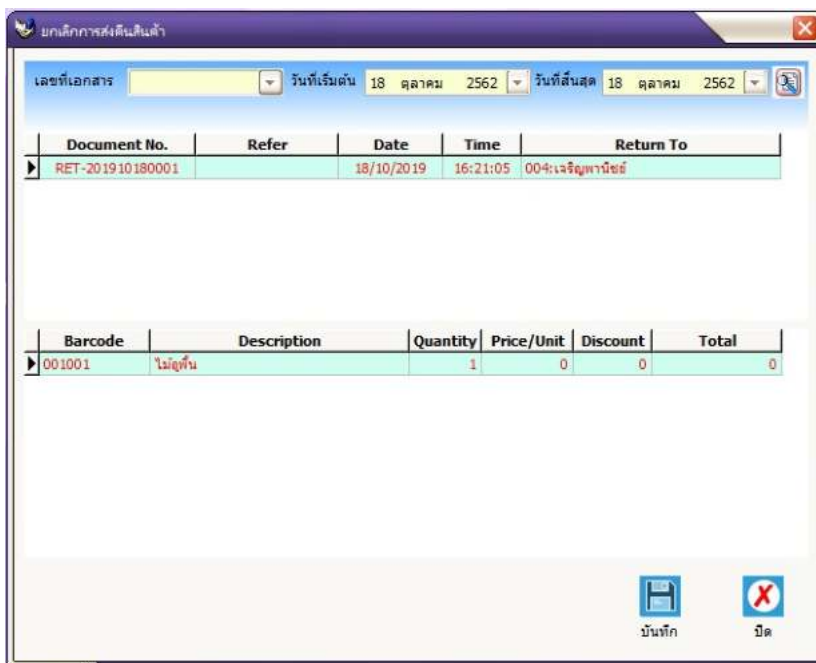 ยกเลิกการส่งคืนสินค้า
เลขที่เอกสาร วันที่เริ่มต้น 18 ตุลาคม 2562 วันที่สิ้นสุด 18 ตุลาคม 2562
Document No. Refer Date Time Return To
RET-201910180001 18/10/2019 16:21:05 004:เจริญพานิชย์
Barcode Description Quantity Price/Unit Discount Total
001001 ไม้ถูพื้น 1 0 0 0
บันทึก ปิด